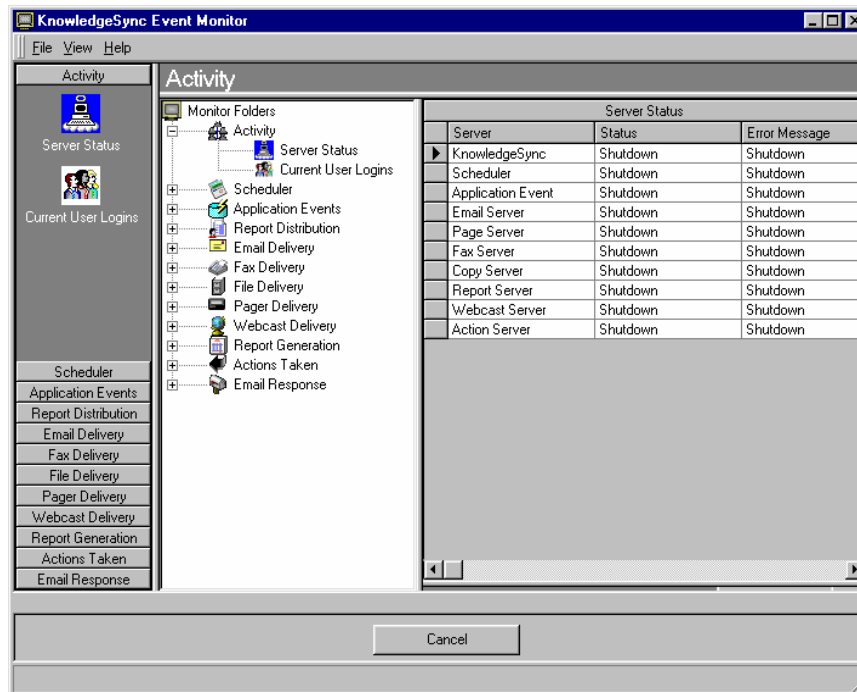 KnowledgeSync Event Monitor
File View Help
Activity
Server Status
Current User Logins
Scheduler
Application Events
Report Distribution
Email Delivery
Fax Delivery
File Delivery
Pager Delivery
Webcast Delivery
Report Generation
Actions Taken
Email Response
Activity
Monitor Folders
Activity
Server Status
Current User Logins
Scheduler
Application Events
Report Distribution
Email Delivery
Fax Delivery
File Delivery
Pager Delivery
Webcast Delivery
Report Generation
Actions Taken
Email Response
Server Status
Server Status Error Message
KnowledgeSync Shutdown Shutdown
Scheduler Shutdown Shutdown
Application Event Shutdown Shutdown
Email Server Shutdown Shutdown
Page Server Shutdown Shutdown
Fax Server Shutdown Shutdown
Copy Server Shutdown Shutdown
Report Server Shutdown Shutdown
Webcast Server Shutdown Shutdown
Action Server Shutdown Shutdown
Cancel